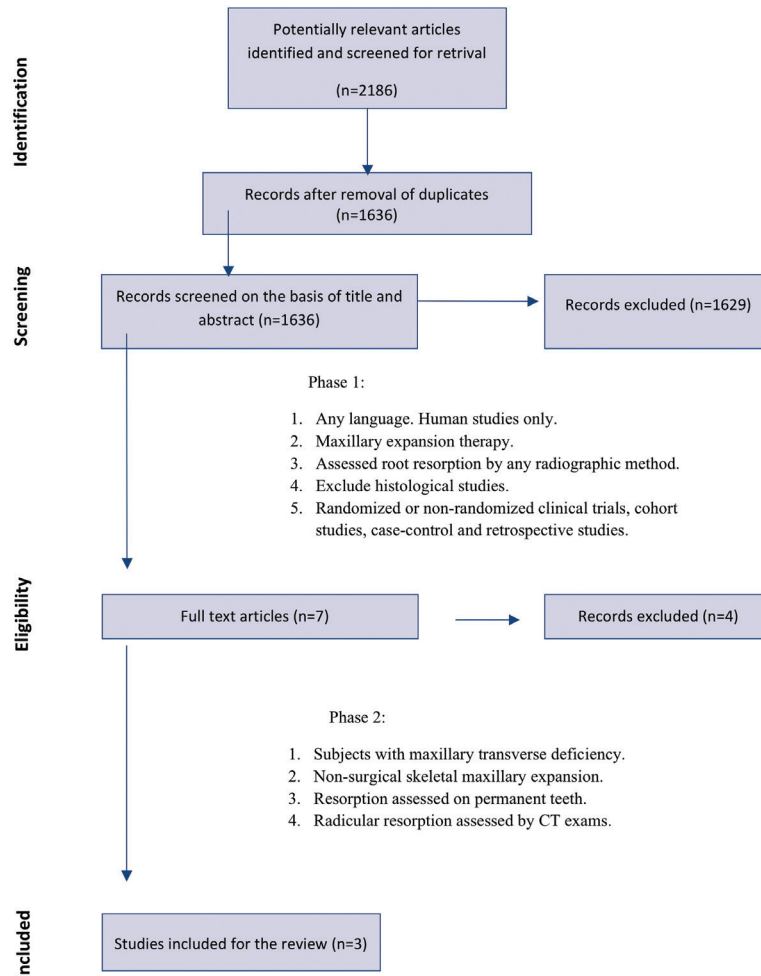 Identification
Potentially relevant articles
identified and screened for retrival
(n=2186)
Records after removal of duplicates
(n=1636)
Screening
Records screened on the basis of title and
abstract (n=1636)
Records excluded (n=1629)
Phase 1:
1. Any language. Human studies only.
2. Maxillary expansion therapy.
3. Assessed root resorption by any radiographic method.
4. Exclude histological studies.
5. Randomized or non-randomized clinical trials, cohort
studies, case-control and retrospective studies.
Eligibility
Full text articles (n=7)
Records excluded (n=4)
Phase 2:
1. Subjects with maxillary transverse deficiency.
2. Non-surgical skeletal maxillary expansion.
3. Resorption assessed on permanent teeth.
4. Radicular resorption assessed by CT exams.
ncluded
Studies included for the review (n=3)